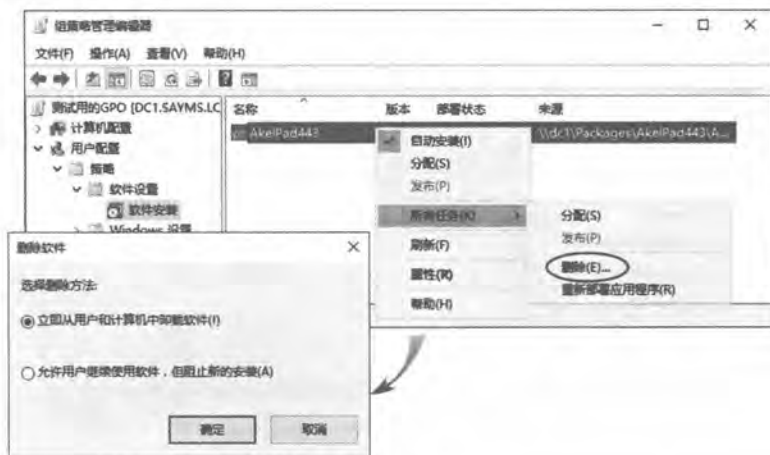 组策略管理编辑器
文件(F) 操作(A) 查看(V) 帮助(H)
测试用的GPO [DC1.SAYMS.LC
计算机配置
用户配置
策略
软件设置
软件安装
Windows 设置
名称 版本 部署状态 来源
AkelPad443 \\dc1\Packages\AkelPad443\A...
自动安装(I)
分配(S)
发布(P)
所有任务(K)
刷新(F)
属性(R)
帮助(H)
分配(S)
发布(P)
删除(E)...
重新部署应用程序(R)
删除软件
选择删除方法:
立即从用户和计算机中卸载软件(I)
允许用户继续使用软件，但阻止新的安装(A)
确定 取消